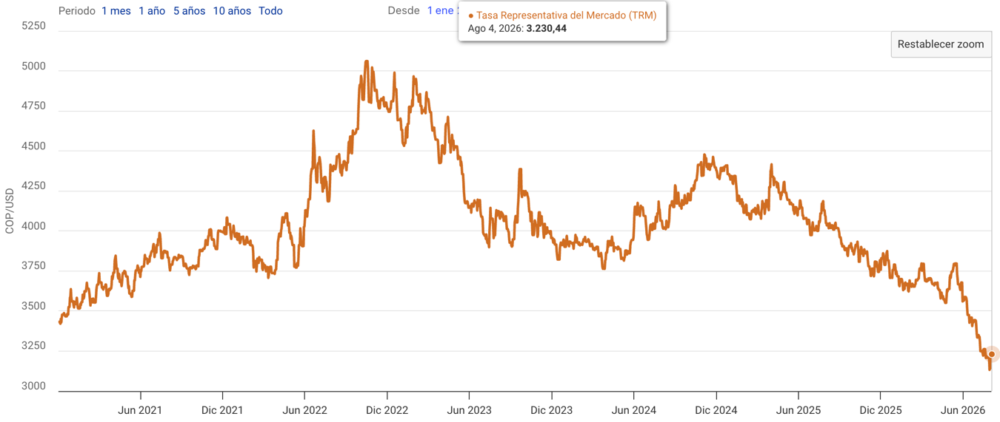 Periodo 1 mes 1 año 5 años 10 años Todo
Desde 1 ene
● Tasa Representativa del Mercado (TRM)
Ago 4, 2026: 3.230,44
Restablecer zoom
COP/USD
5250
5000
4750
4500
4250
4000
3750
3500
3250
3000
Jun 2021 Dic 2021 Jun 2022 Dic 2022 Jun 2023 Dic 2023 Jun 2024 Dic 2024 Jun 2025 Dic 2025 Jun 2026